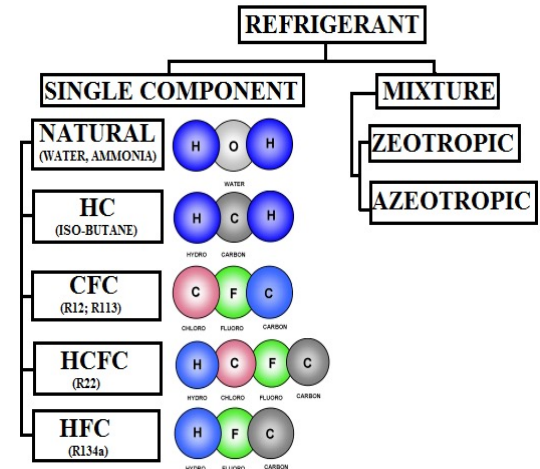 REFRIGERANT
SINGLE COMPONENT
MIXTURE
NATURAL
(WATER, AMMONIA)
H O H
WATER
ZEOTROPIC
AZEOTROPIC
HC
(ISO-BUTANE)
H C H
HYDRO CARBON
CFC
(R12; R113)
C F C
CHLORO FLUORO CARBON
HCFC
(R22)
H C F C
HYDRO CHLORO FLUORO CARBON
HFC
(R134a)
H F C
HYDRO FLUORO CARBON